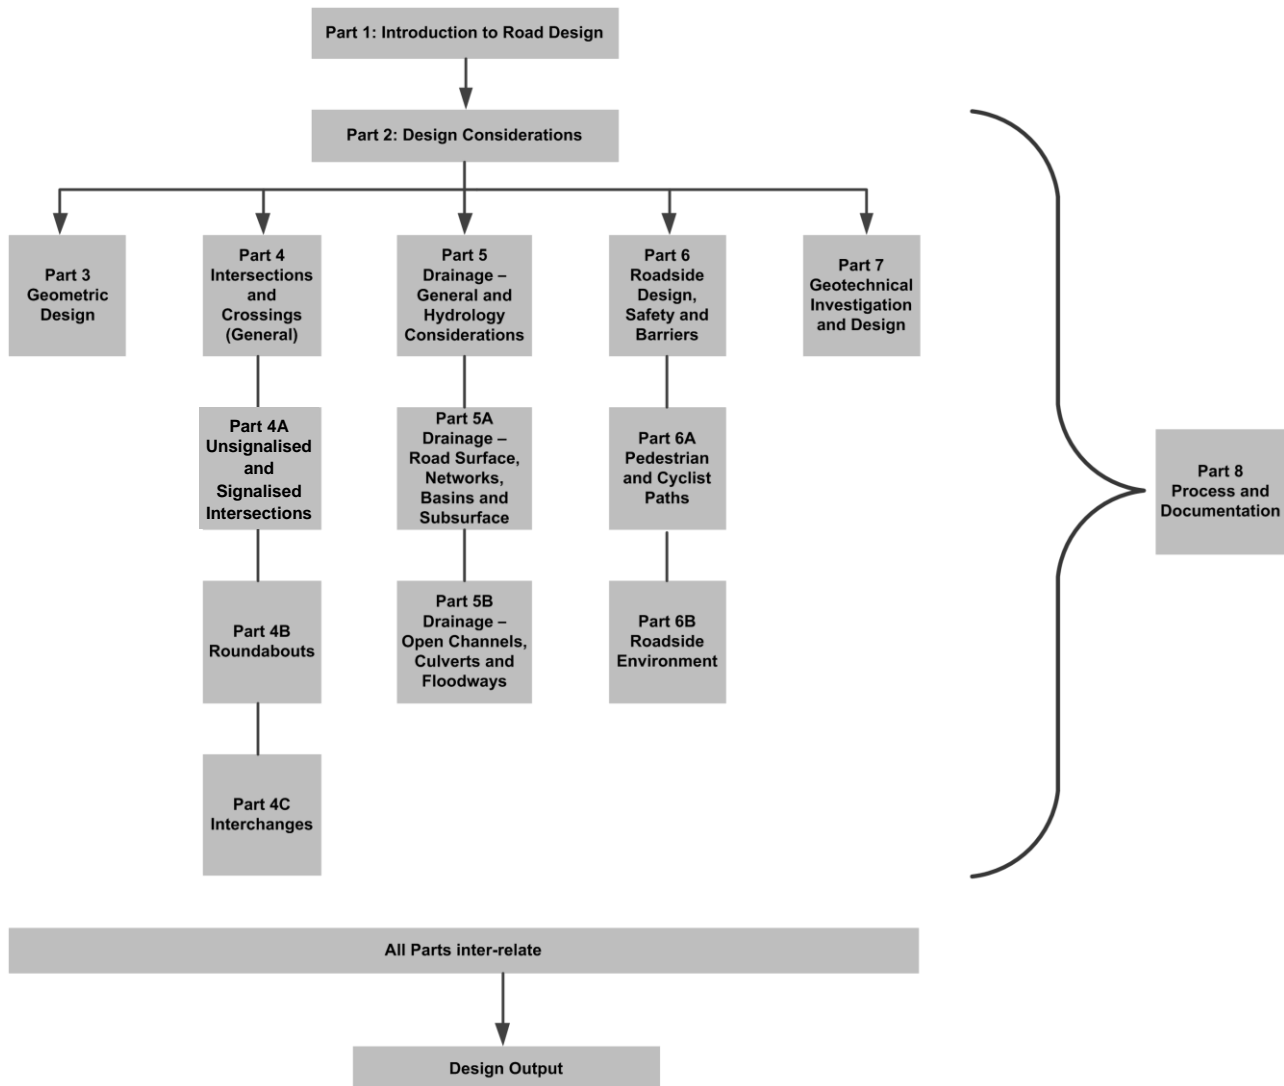 Part 1: Introduction to Road Design
Part 2: Design Considerations
Part 3
Geometric
Design
Part 4
Intersections
and
Crossings
(General)
Part 5
Drainage –
General and
Hydrology
Considerations
Part 6
Roadside
Design,
Safety and
Barriers
Part 7
Geotechnical
Investigation
and Design
Part 4A
Unsignalised
and
Signalised
Intersections
Part 5A
Drainage –
Road Surface,
Networks,
Basins and
Subsurface
Part 6A
Pedestrian
and Cyclist
Paths
Part 8
Process and
Documentation
Part 4B
Roundabouts
Part 5B
Drainage –
Open Channels,
Culverts and
Floodways
Part 6B
Roadside
Environment
Part 4C
Interchanges
All Parts inter-relate
Design Output